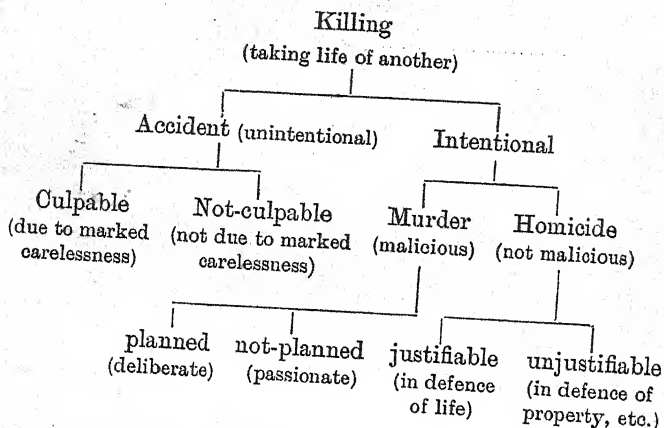 Killing
(taking life of another)
Accident (unintentional)
Intentional
Culpable
(due to marked
carelessness)
Not-culpable
(not due to marked
carelessness)
Murder
(malicious)
Homicide
(not malicious)
planned
(deliberate)
not-planned
(passionate)
justifiable
(in defence
of life)
unjustifiable
(in defence of
property, etc.)